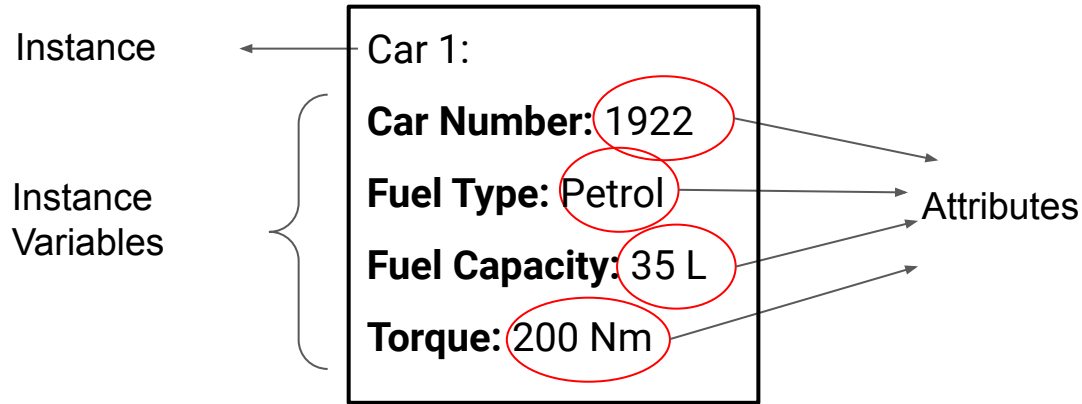 Instance
Car 1:
Car Number: 1922
Fuel Type: Petrol
Fuel Capacity: 35 L
Torque: 200 Nm
Instance
Variables
Attributes